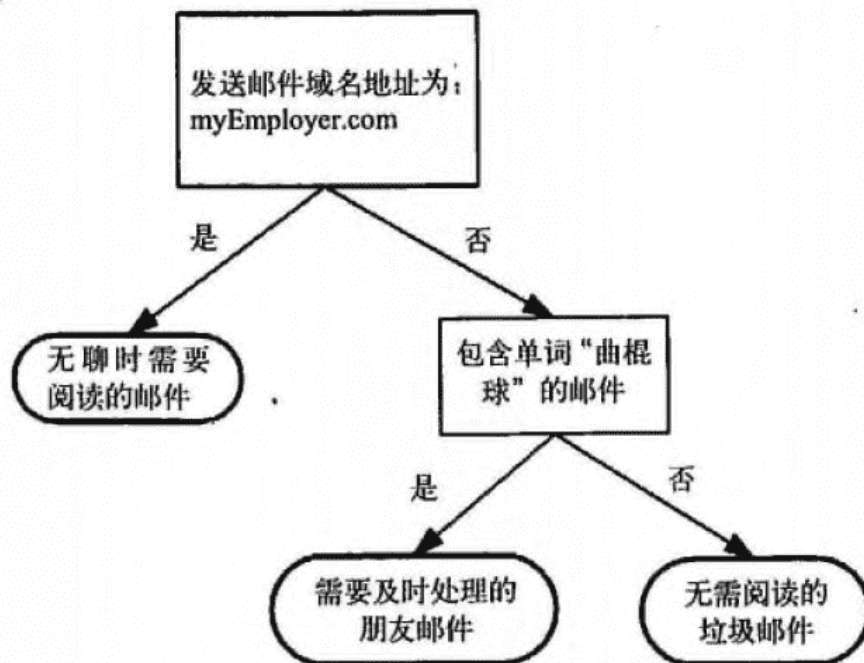 发送邮件域名地址为：
myEmployer.com
是
否
无聊时需要
阅读的邮件
包含单词“曲棍
球”的邮件
是
否
需要及时处理的
朋友邮件
无需阅读的
垃圾邮件